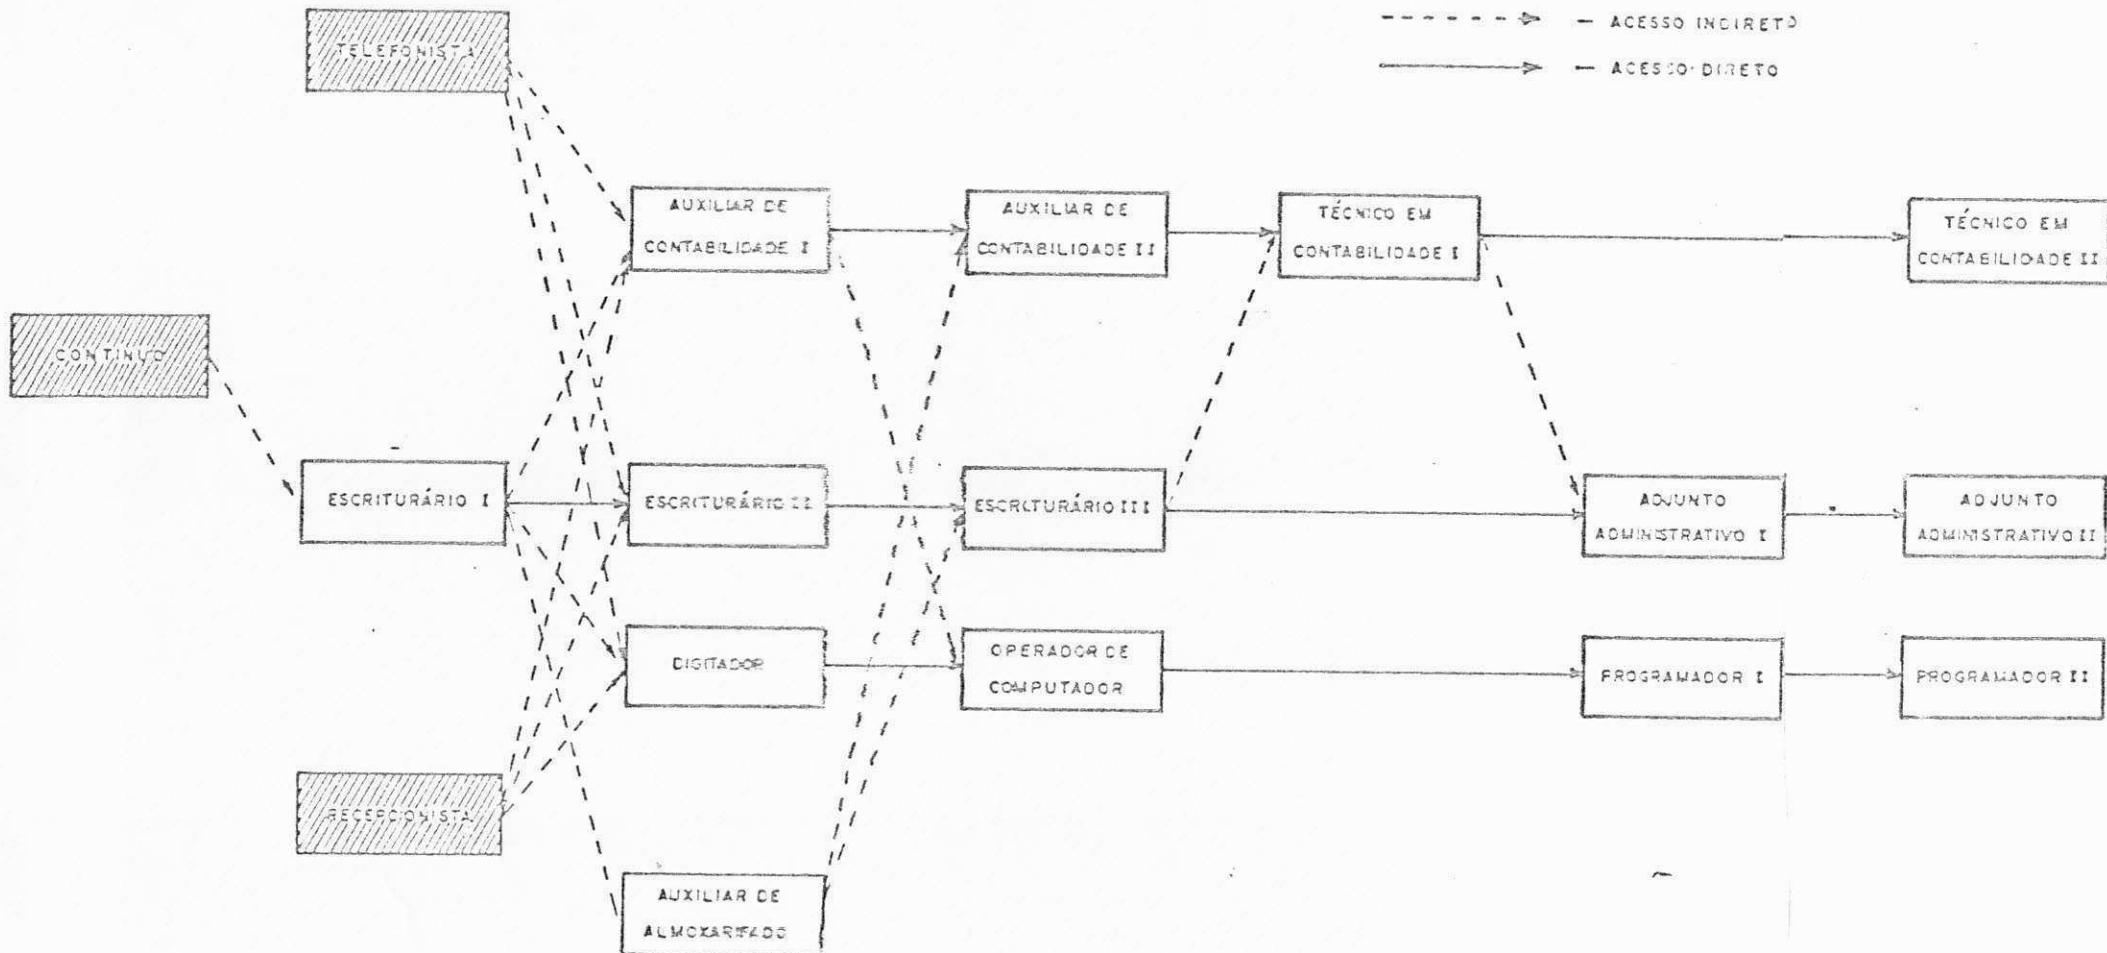 TELEFONISTA
- ACESSO INDIRETO
- ACESSO DIRETO
AUXILIAR DE
CONTABILIDADE I
AUXILIAR DE
CONTABILIDADE II
TÉCNICO EM
CONTABILIDADE I
TÉCNICO EM
CONTABILIDADE II
CONTINUO
ESCRITURÁRIO I
ESCRITURÁRIO II
ESCRITURÁRIO III
ADJUNTO
ADMINISTRATIVO I
ADJUNTO
ADMINISTRATIVO II
DIGITADOR
OPERADOR DE
COMPUTADOR
PROGRAMADOR I
PROGRAMADOR II
RECEPCIONISTA
AUXILIAR DE
ALMOXARIFADO